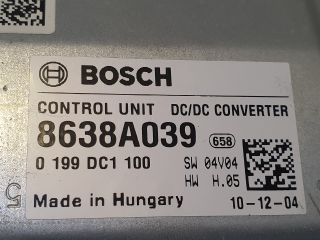 BOSCH
CONTROL UNIT DC/DC CONVERTER
8638A039 658
0 199 DC1 100 SW 04V04
HW H.05
Made in Hungary 10-12-04